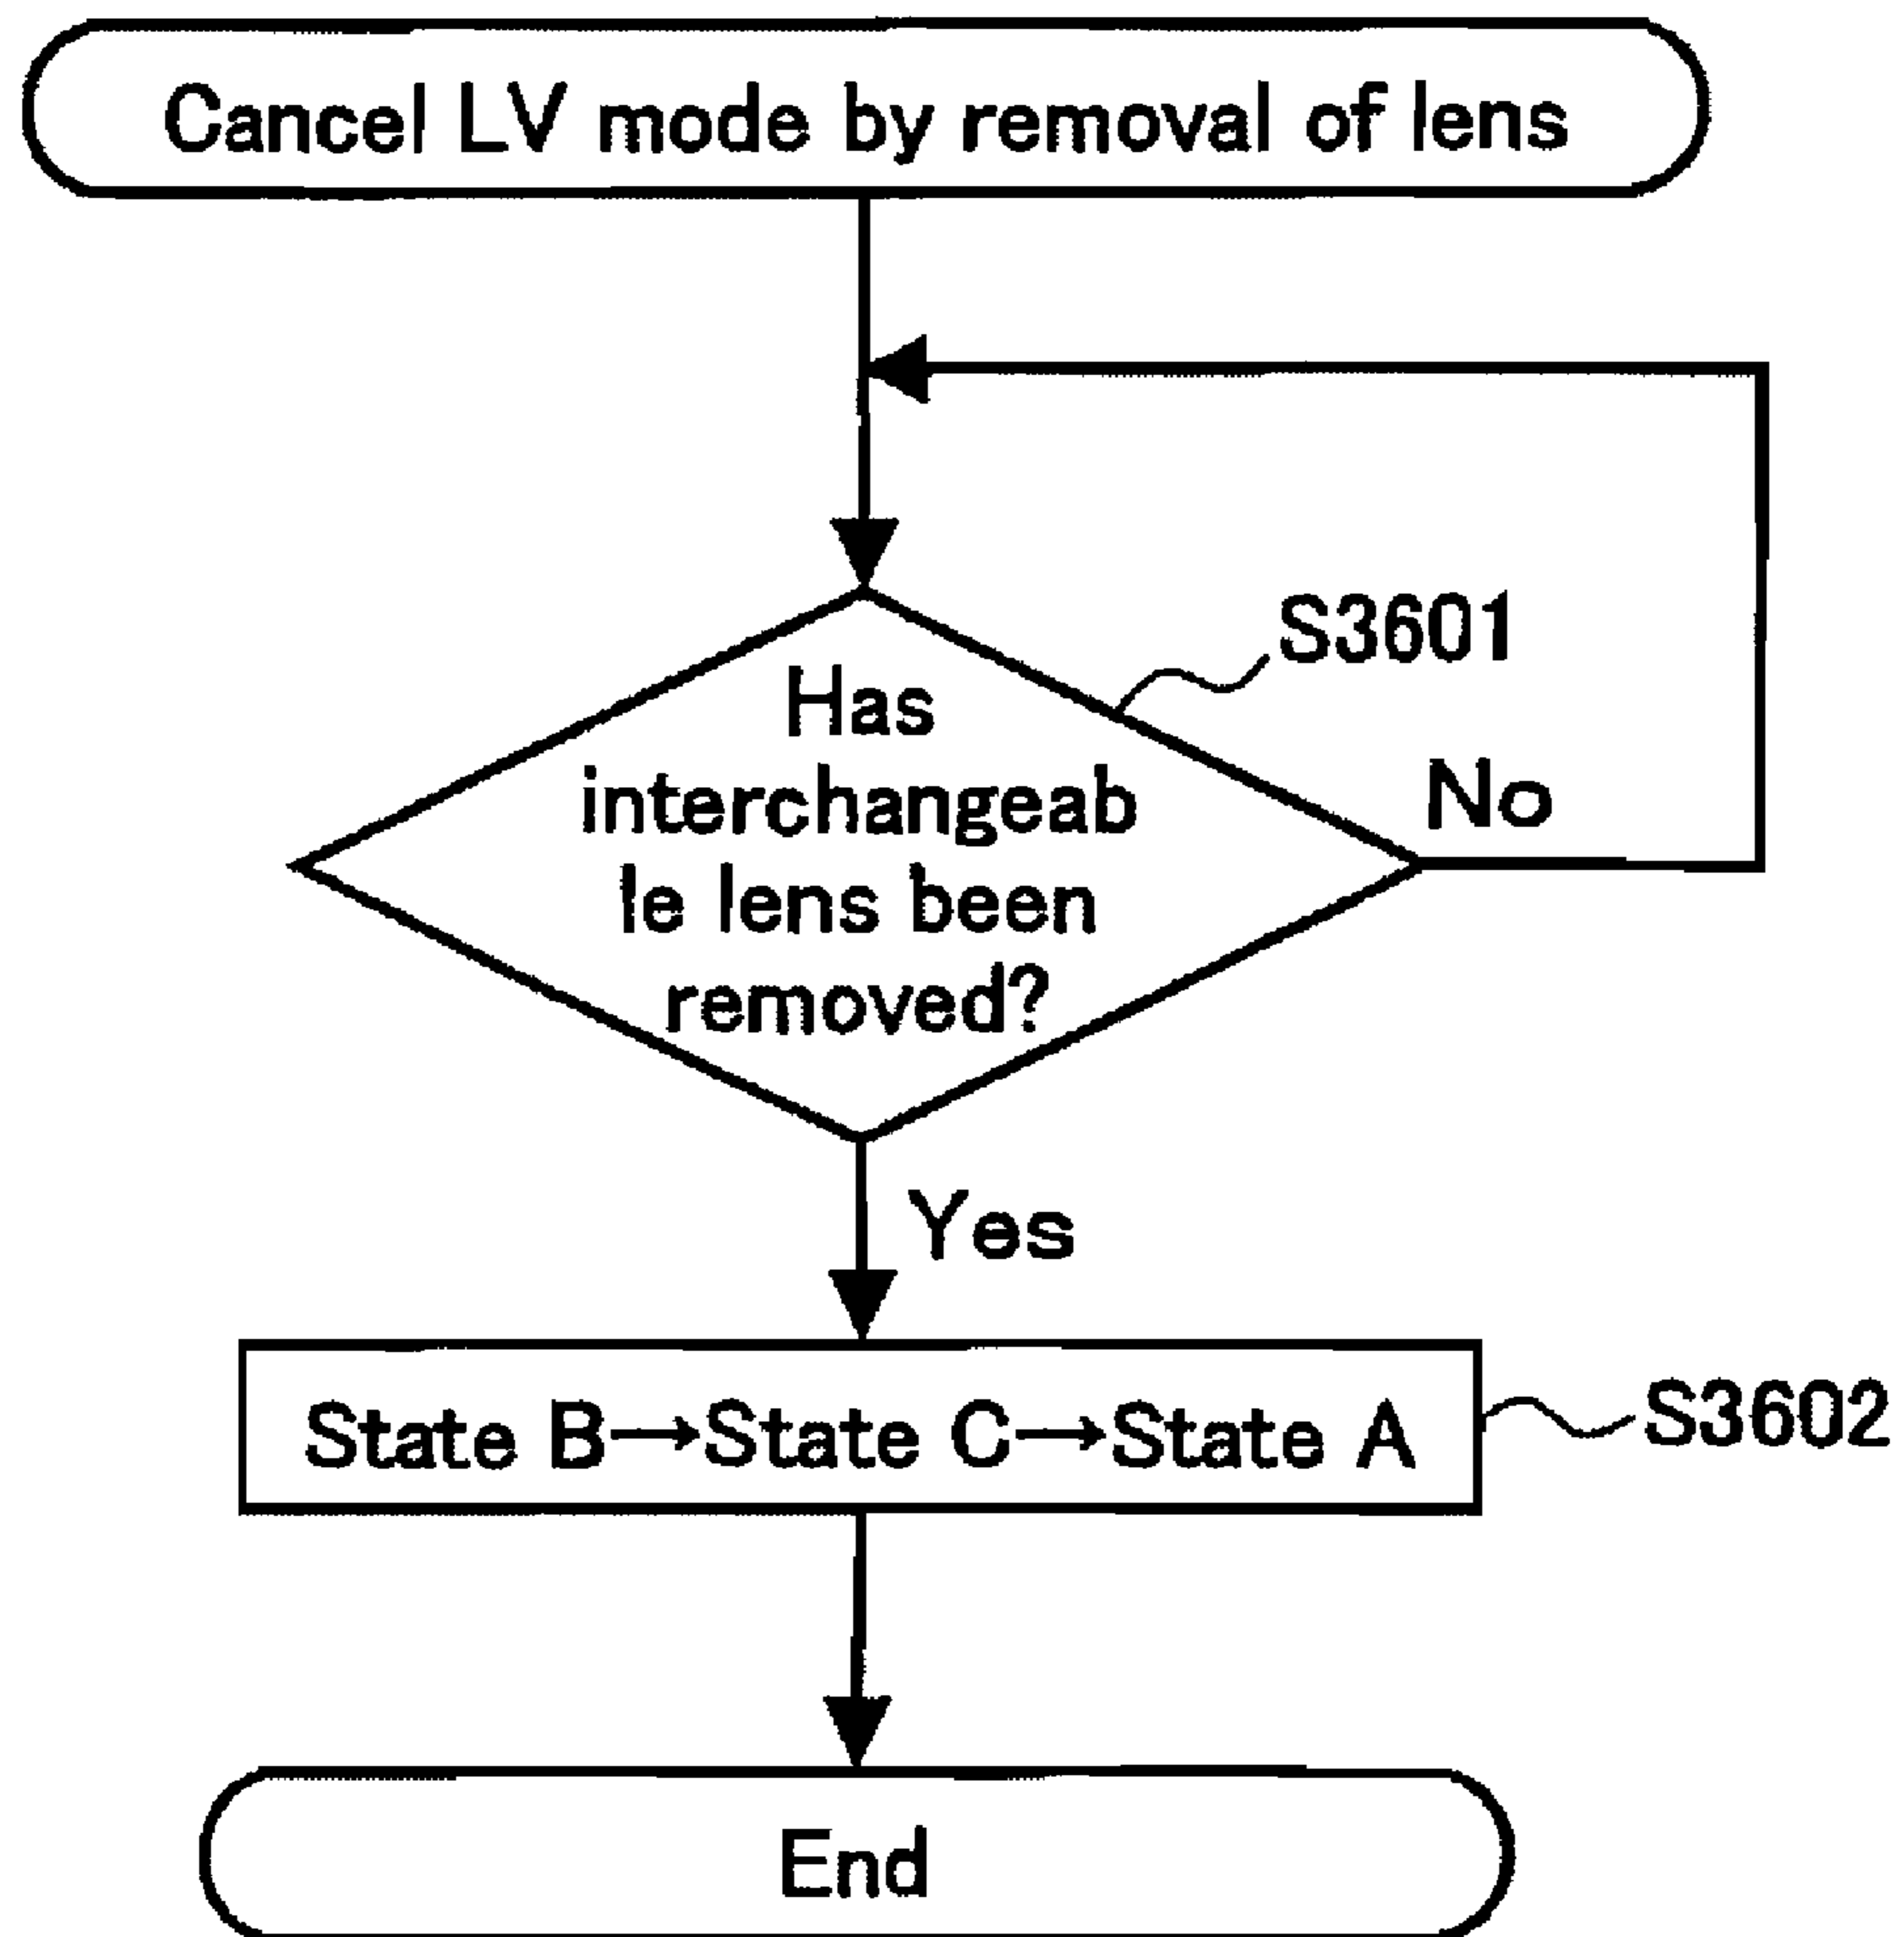 Cancel LV mode by removal of lens
S3601
Has
interchangeab
le lens been
removed?
No
Yes
State B→State C→State A
S3602
End